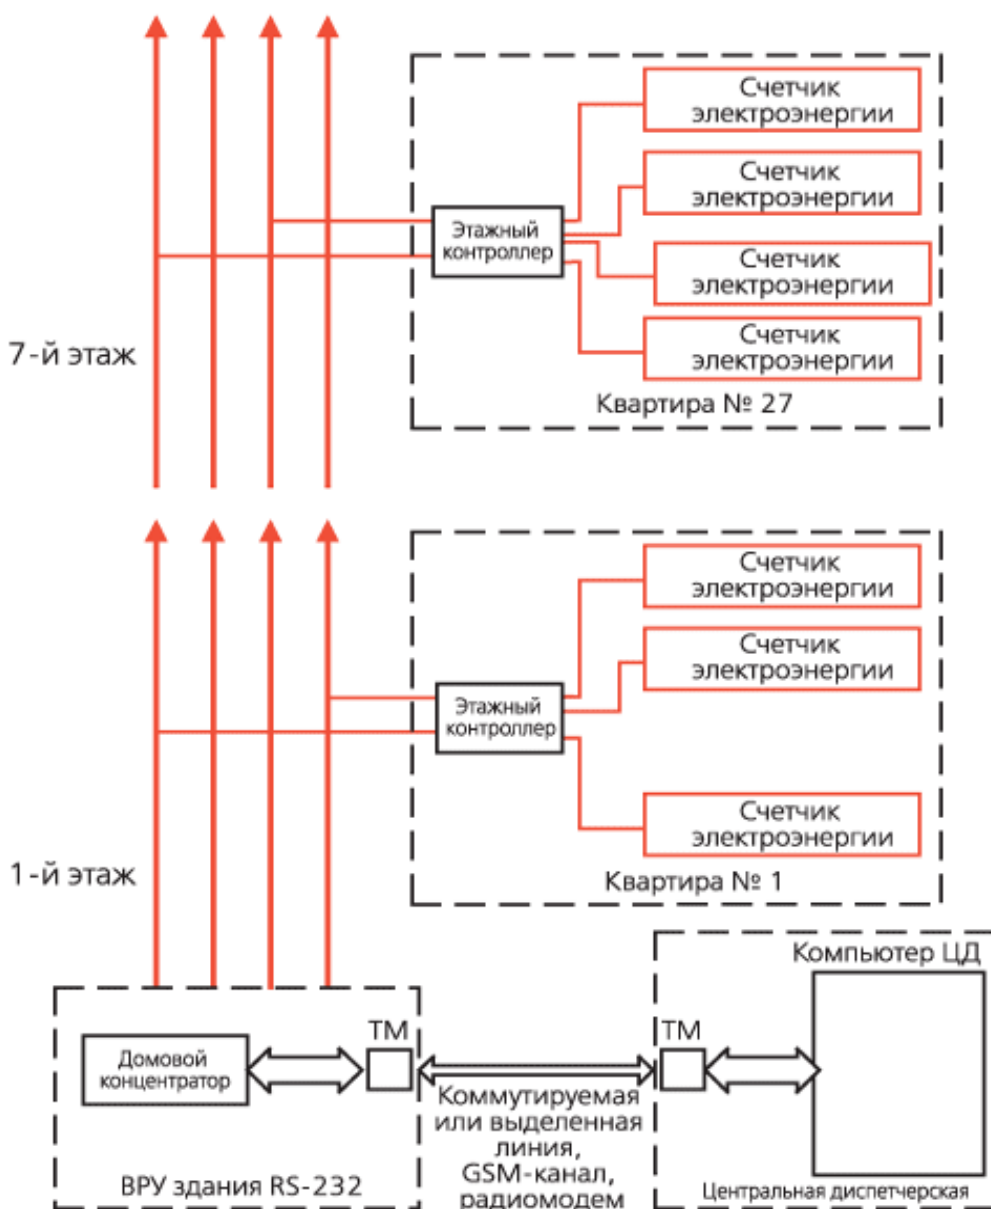 Счетчик
электроэнергии
Счетчик
электроэнергии
Этажный
контроллер
Счетчик
электроэнергии
Счетчик
электроэнергии
7-й этаж
Квартира № 27
Счетчик
электроэнергии
Счетчик
электроэнергии
Этажный
контроллер
Счетчик
электроэнергии
1-й этаж
Квартира № 1
Компьютер ЦД
ТМ
ТМ
Домовой
концентратор
Коммутируемая
или выделенная
линия,
GSM-канал,
радиомодем
ВРУ здания RS-232
Центральная диспетчерская